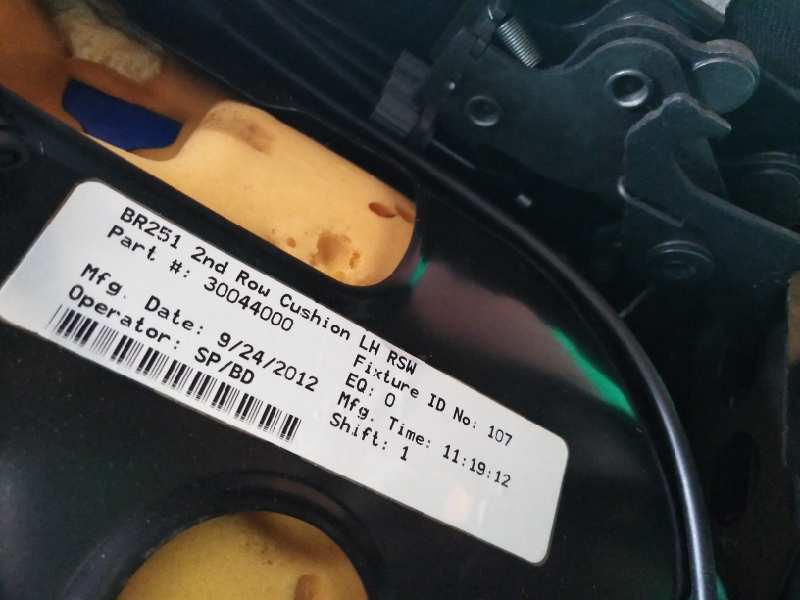 BR251 2nd Row Cushion LH RSW
Part #: 30044000
Fixture ID No: 107
EQ: 0
Mfg. Date: 9/24/2012
Mfg. Time: 11:19:12
Operator: SP/BD
Shift: 1